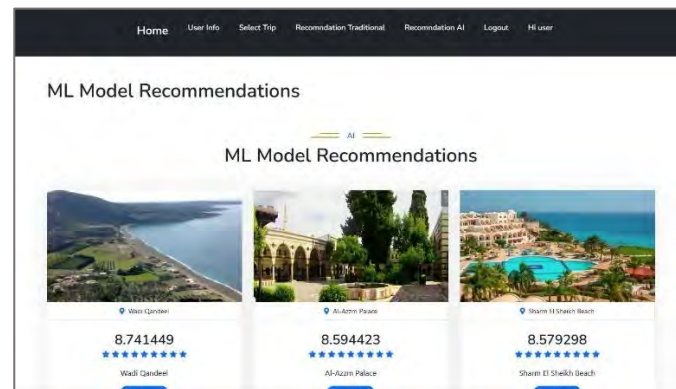 Home User Info Select Trip Recomndation Traditional Recomndation AI Logout Hi user
ML Model Recommendations
AI
ML Model Recommendations
Wadi Qandeel Al-Azm Palace Sharm El Sheikh Beach
8.741449 8.594423 8.579298
Wadi Qandeel Al-Azm Palace Sharm El Sheikh Beach